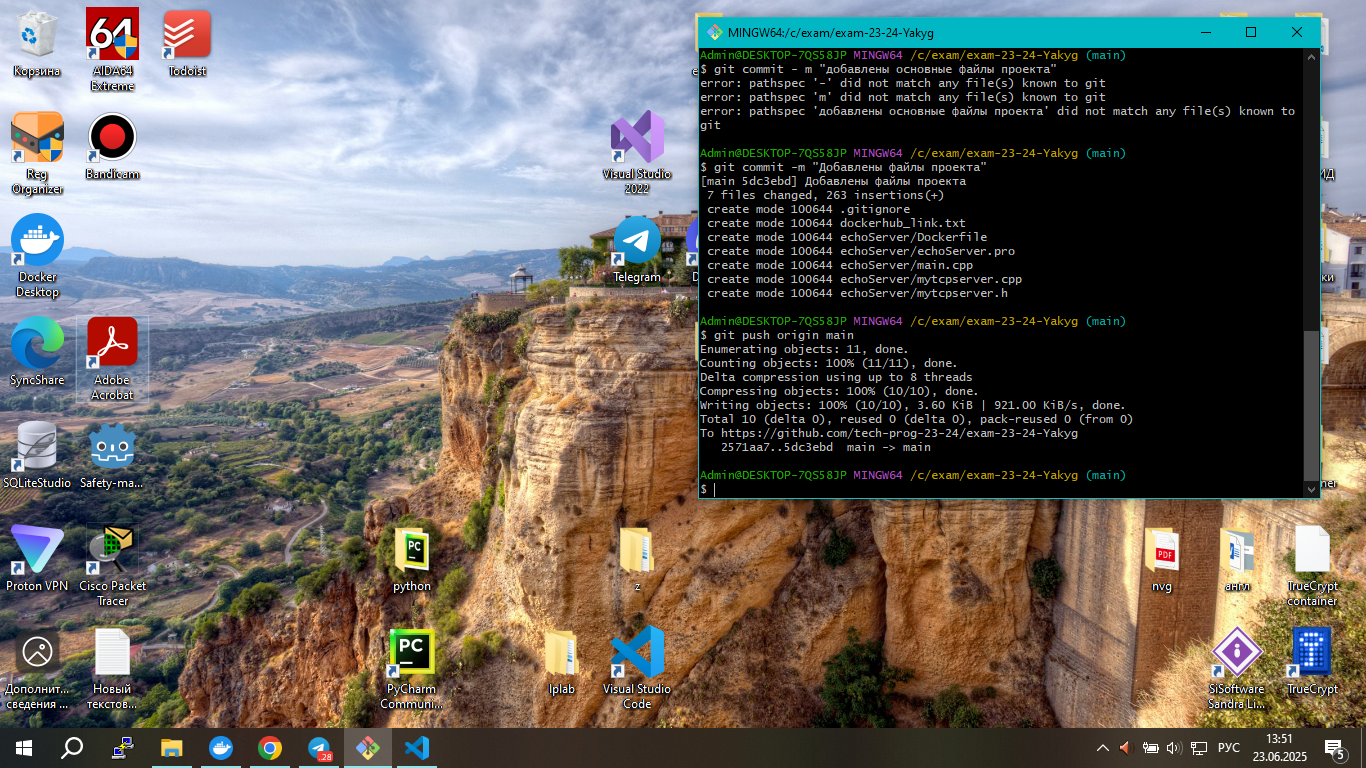 Корзина
AIDA64 Extreme
Todoist
Reg Organizer
Bandicam
Visual Studio 2022
Docker Desktop
Telegram
SyncShare
Adobe Acrobat
SQLiteStudio
Safety-ma...
Proton VPN
Cisco Packet Tracer
python
z
nvg
англ
TrueCrypt container
Дополнит... сведения ...
Новый текстов...
PyCharm Communi...
lplab
Visual Studio Code
SiSoftware Sandra Li...
TrueCrypt
64
PC
PC
PDF
MINGW64:/c/exam/exam-23-24-Yakyg
Admin@DESKTOP-7QS58JP MINGW64 /c/exam/exam-23-24-Yakyg (main)
$ git commit - m "добавлены основные файлы проекта"
error: pathspec '-' did not match any file(s) known to git
error: pathspec 'm' did not match any file(s) known to git
error: pathspec 'добавлены основные файлы проекта' did not match any file(s) known to
git
Admin@DESKTOP-7QS58JP MINGW64 /c/exam/exam-23-24-Yakyg (main)
$ git commit -m "Добавлены файлы проекта"
[main 5dc3ebd] Добавлены файлы проекта
7 files changed, 263 insertions(+)
create mode 100644 .gitignore
create mode 100644 dockerhub_link.txt
create mode 100644 echoServer/Dockerfile
create mode 100644 echoServer/echoServer.pro
create mode 100644 echoServer/main.cpp
create mode 100644 echoServer/mytcpserver.cpp
create mode 100644 echoServer/mytcpserver.h
Admin@DESKTOP-7QS58JP MINGW64 /c/exam/exam-23-24-Yakyg (main)
$ git push origin main
Enumerating objects: 11, done.
Counting objects: 100% (11/11), done.
Delta compression using up to 8 threads
Compressing objects: 100% (10/10), done.
Writing objects: 100% (10/10), 3.60 KiB | 921.00 KiB/s, done.
Total 10 (delta 0), reused 0 (delta 0), pack-reused 0 (from 0)
To https://github.com/tech-prog-23-24/exam-23-24-Yakyg
2571aa7..5dc3ebd  main -> main
Admin@DESKTOP-7QS58JP MINGW64 /c/exam/exam-23-24-Yakyg (main)
$
.28
РУС
13:51
23.06.2025
5